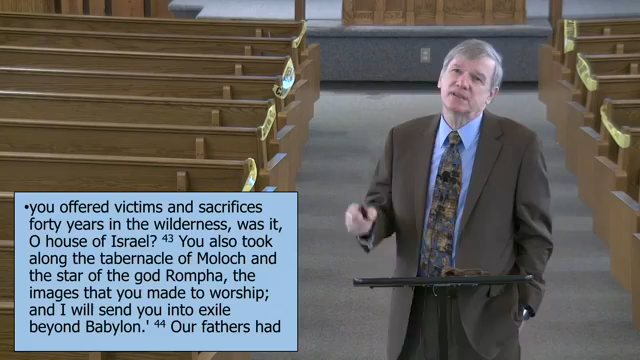 •you offered victims and sacrifices
forty years in the wilderness, was it,
O house of Israel? 43 You also took
along the tabernacle of Moloch and
the star of the god Rompha, the
images that you made to worship;
and I will send you into exile
beyond Babylon.' 44 Our fathers had